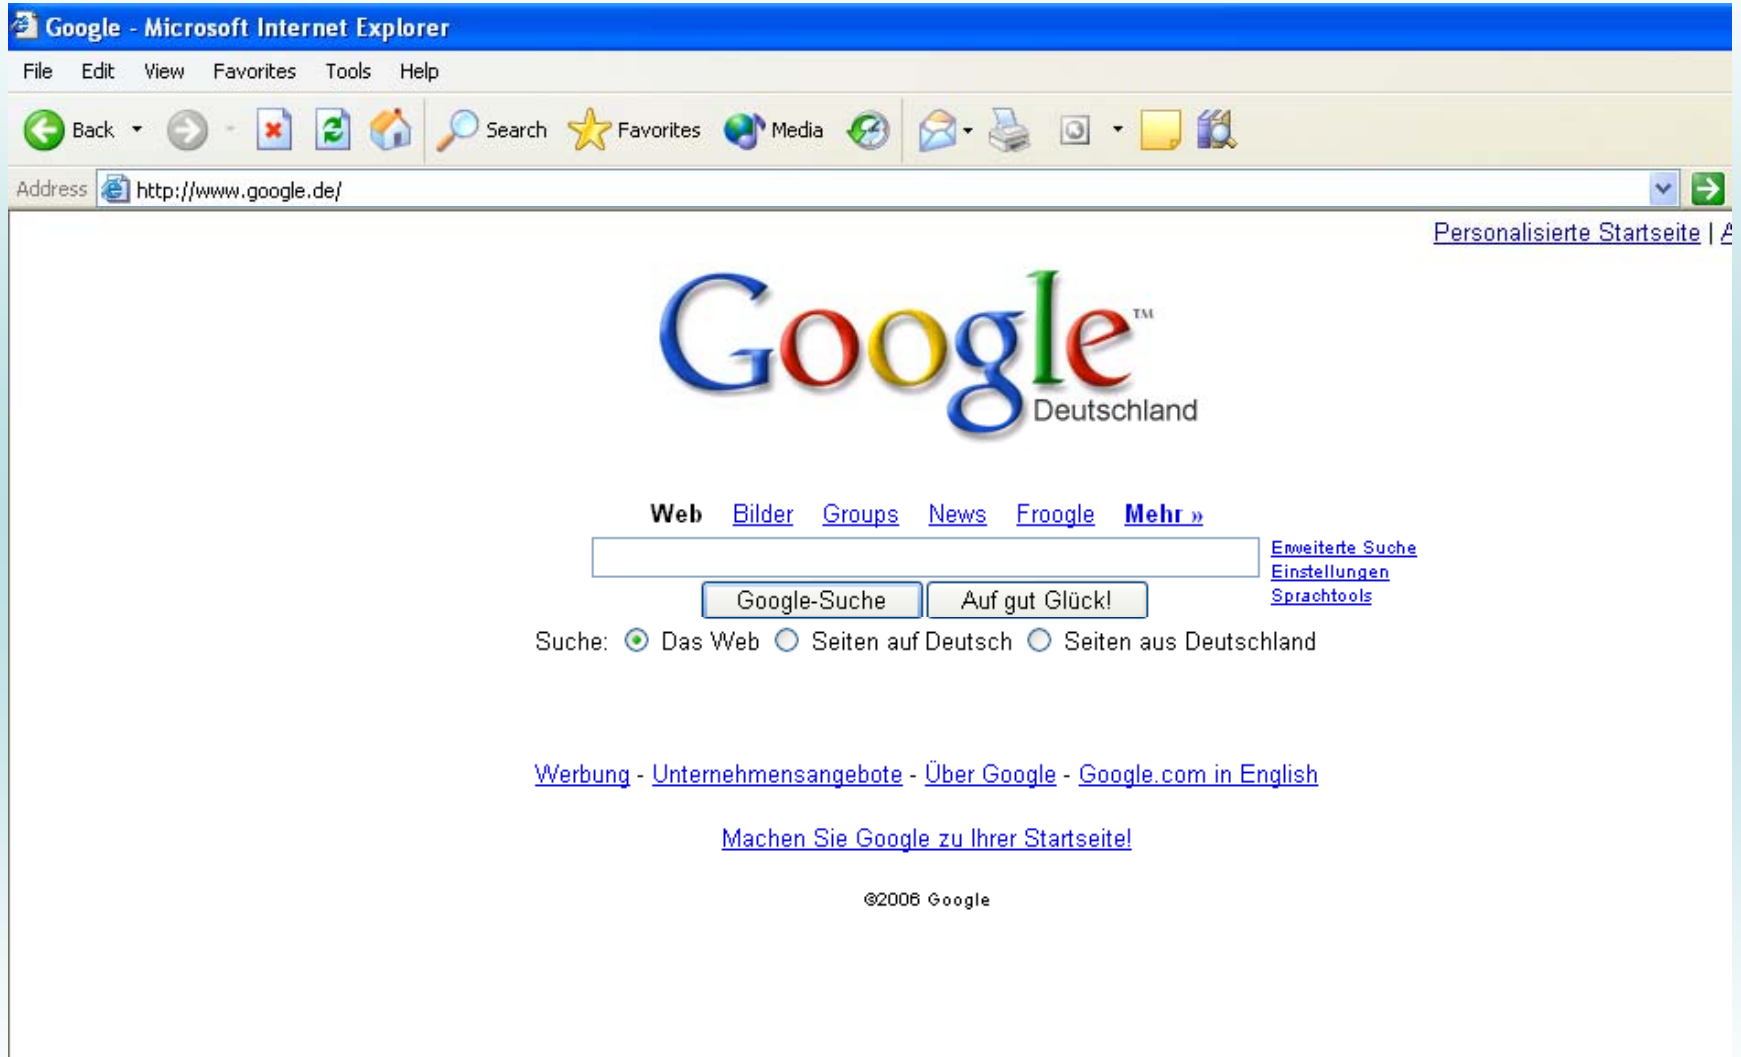 Google - Microsoft Internet Explorer
File Edit View Favorites Tools Help
Back Search Favorites Media
Address http://www.google.de/
Personalisierte Startseite |
Google™
Deutschland
Web Bilder Groups News Froogle Mehr »
Erweiterte Suche
Einstellungen
Google-Suche Auf gut Glück! Sprachtools
Suche: Das Web Seiten auf Deutsch Seiten aus Deutschland
Werbung - Unternehmensangebote - Über Google - Google.com in English
Machen Sie Google zu Ihrer Startseite!
©2006 Google